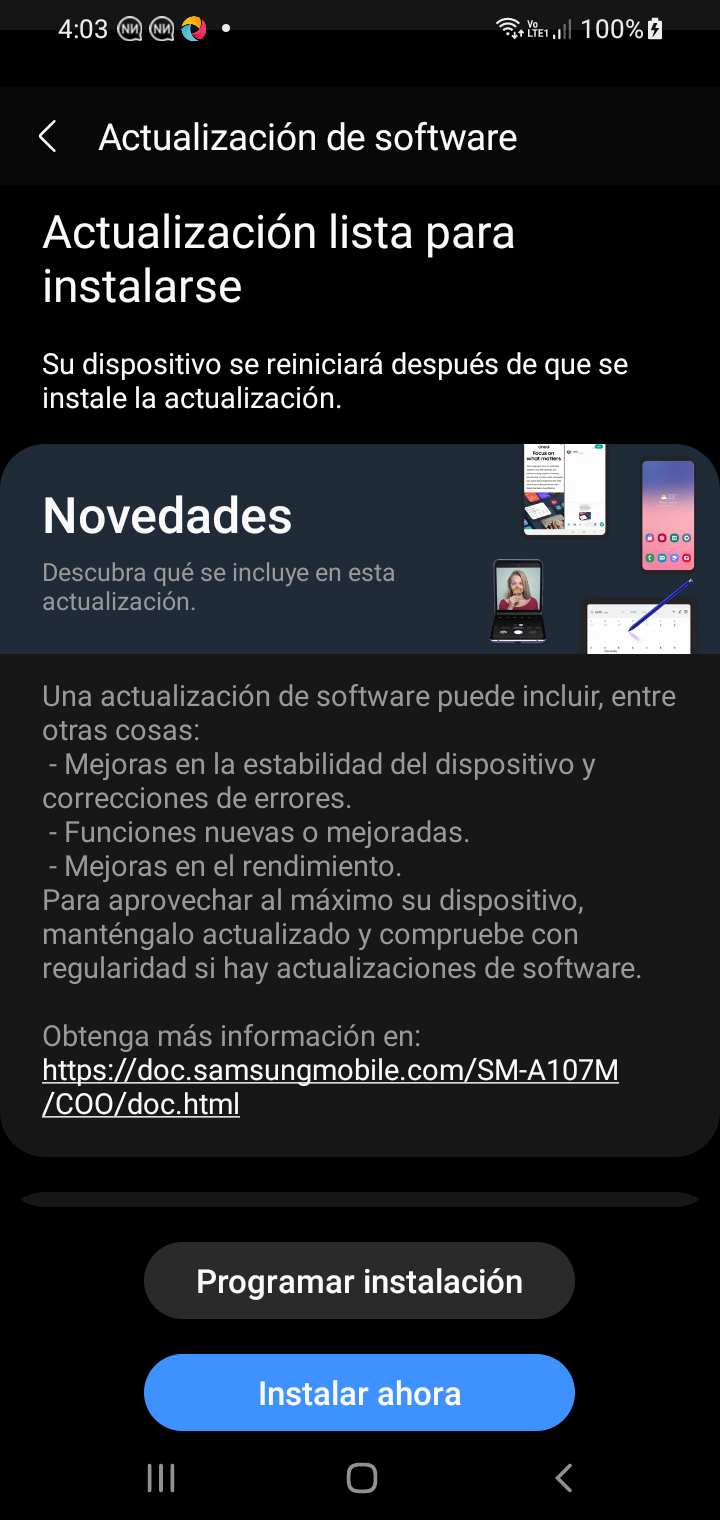 4:03
Vo
LTE1
100%
Actualización de software
Actualización lista para
instalarse
Su dispositivo se reiniciará después de que se
instale la actualización.
Novedades
Descubra qué se incluye en esta
actualización.
Focus on
what matters
Una actualización de software puede incluir, entre
otras cosas:
- Mejoras en la estabilidad del dispositivo y
correcciones de errores.
- Funciones nuevas o mejoradas.
- Mejoras en el rendimiento.
Para aprovechar al máximo su dispositivo,
manténgalo actualizado y compruebe con
regularidad si hay actualizaciones de software.
Obtenga más información en:
https://doc.samsungmobile.com/SM-A107M
/COO/doc.html
Programar instalación
Instalar ahora